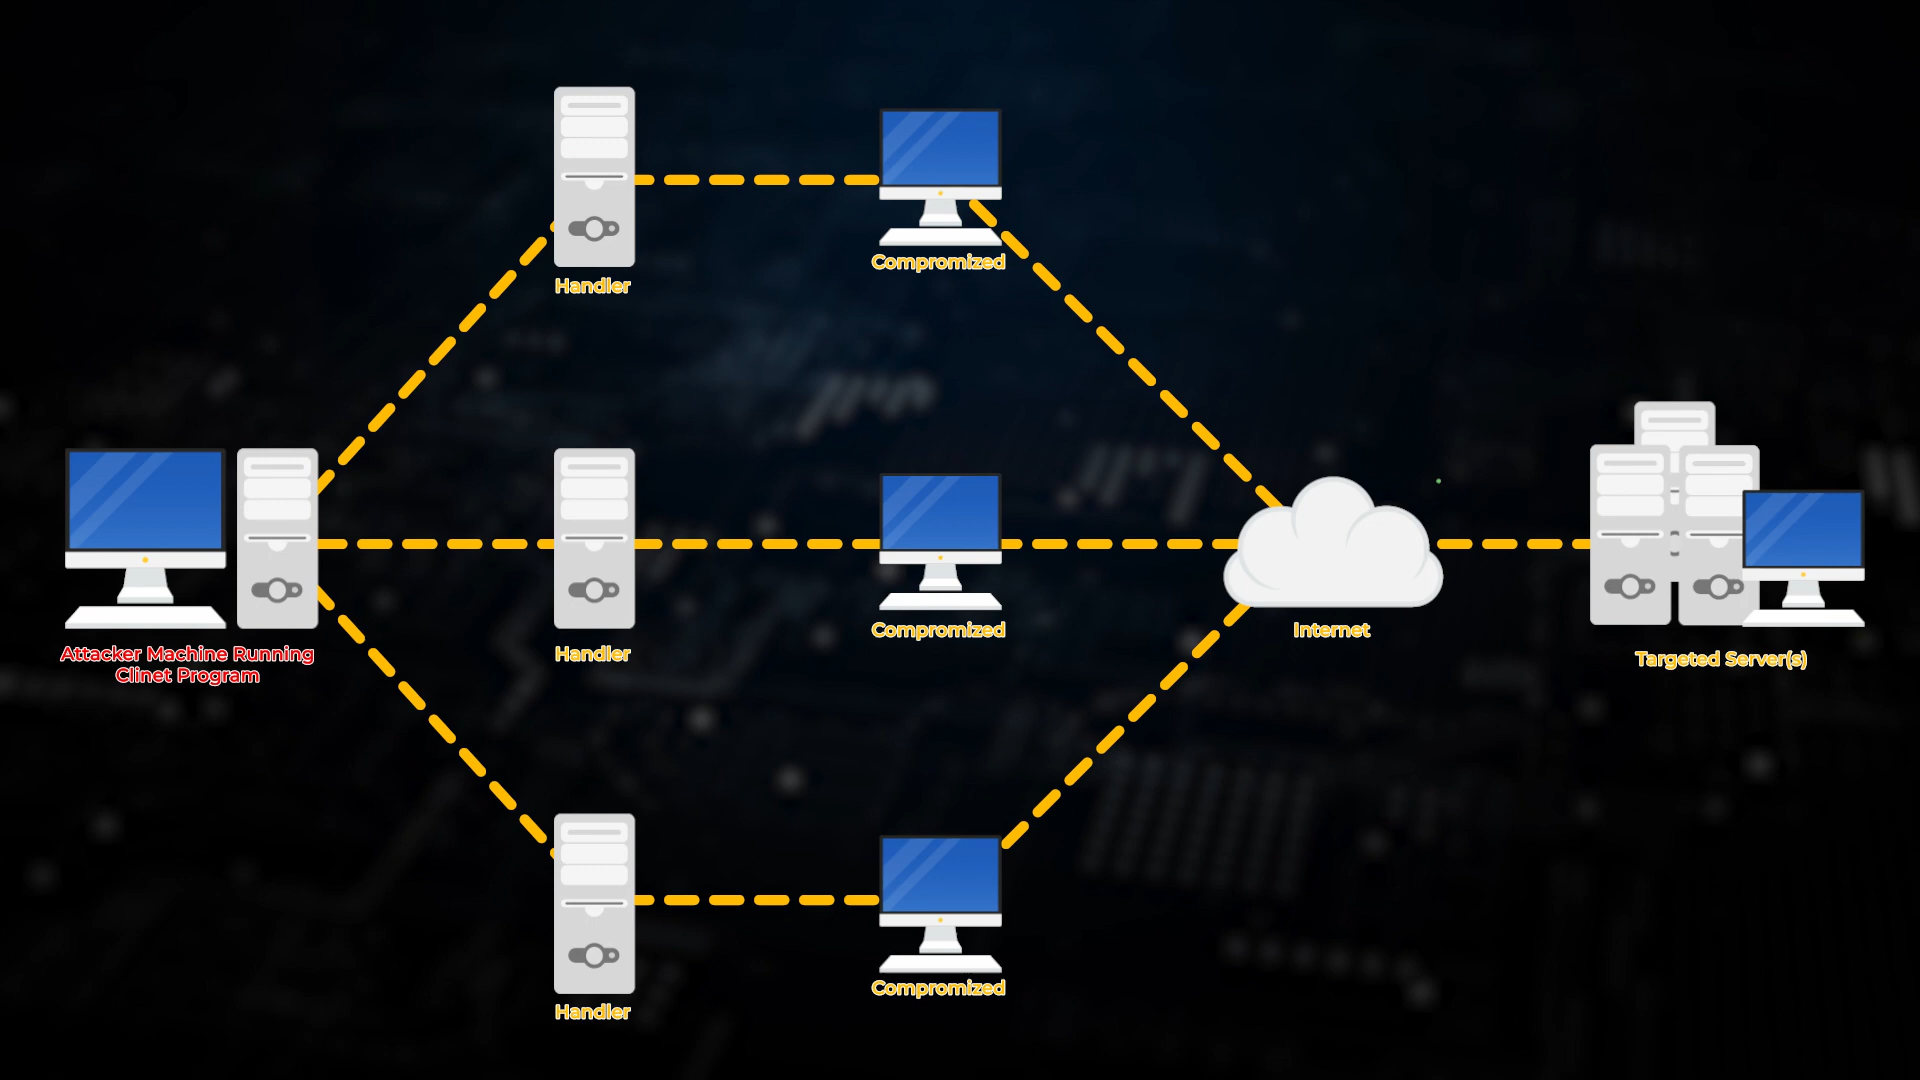 Handler
Compromized
Attacker Machine Running
Clinet Program
Handler
Compromized
Internet
Targeted Server(s)
Handler
Compromized